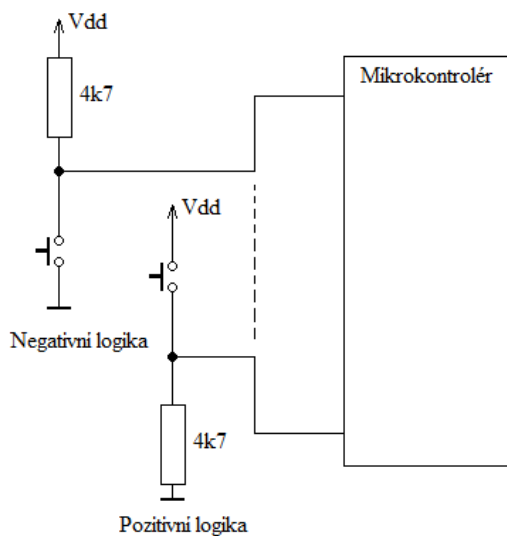 Vdd
4k7
Mikrokontrolér
Vdd
Negativní logika
4k7
Pozitivní logika